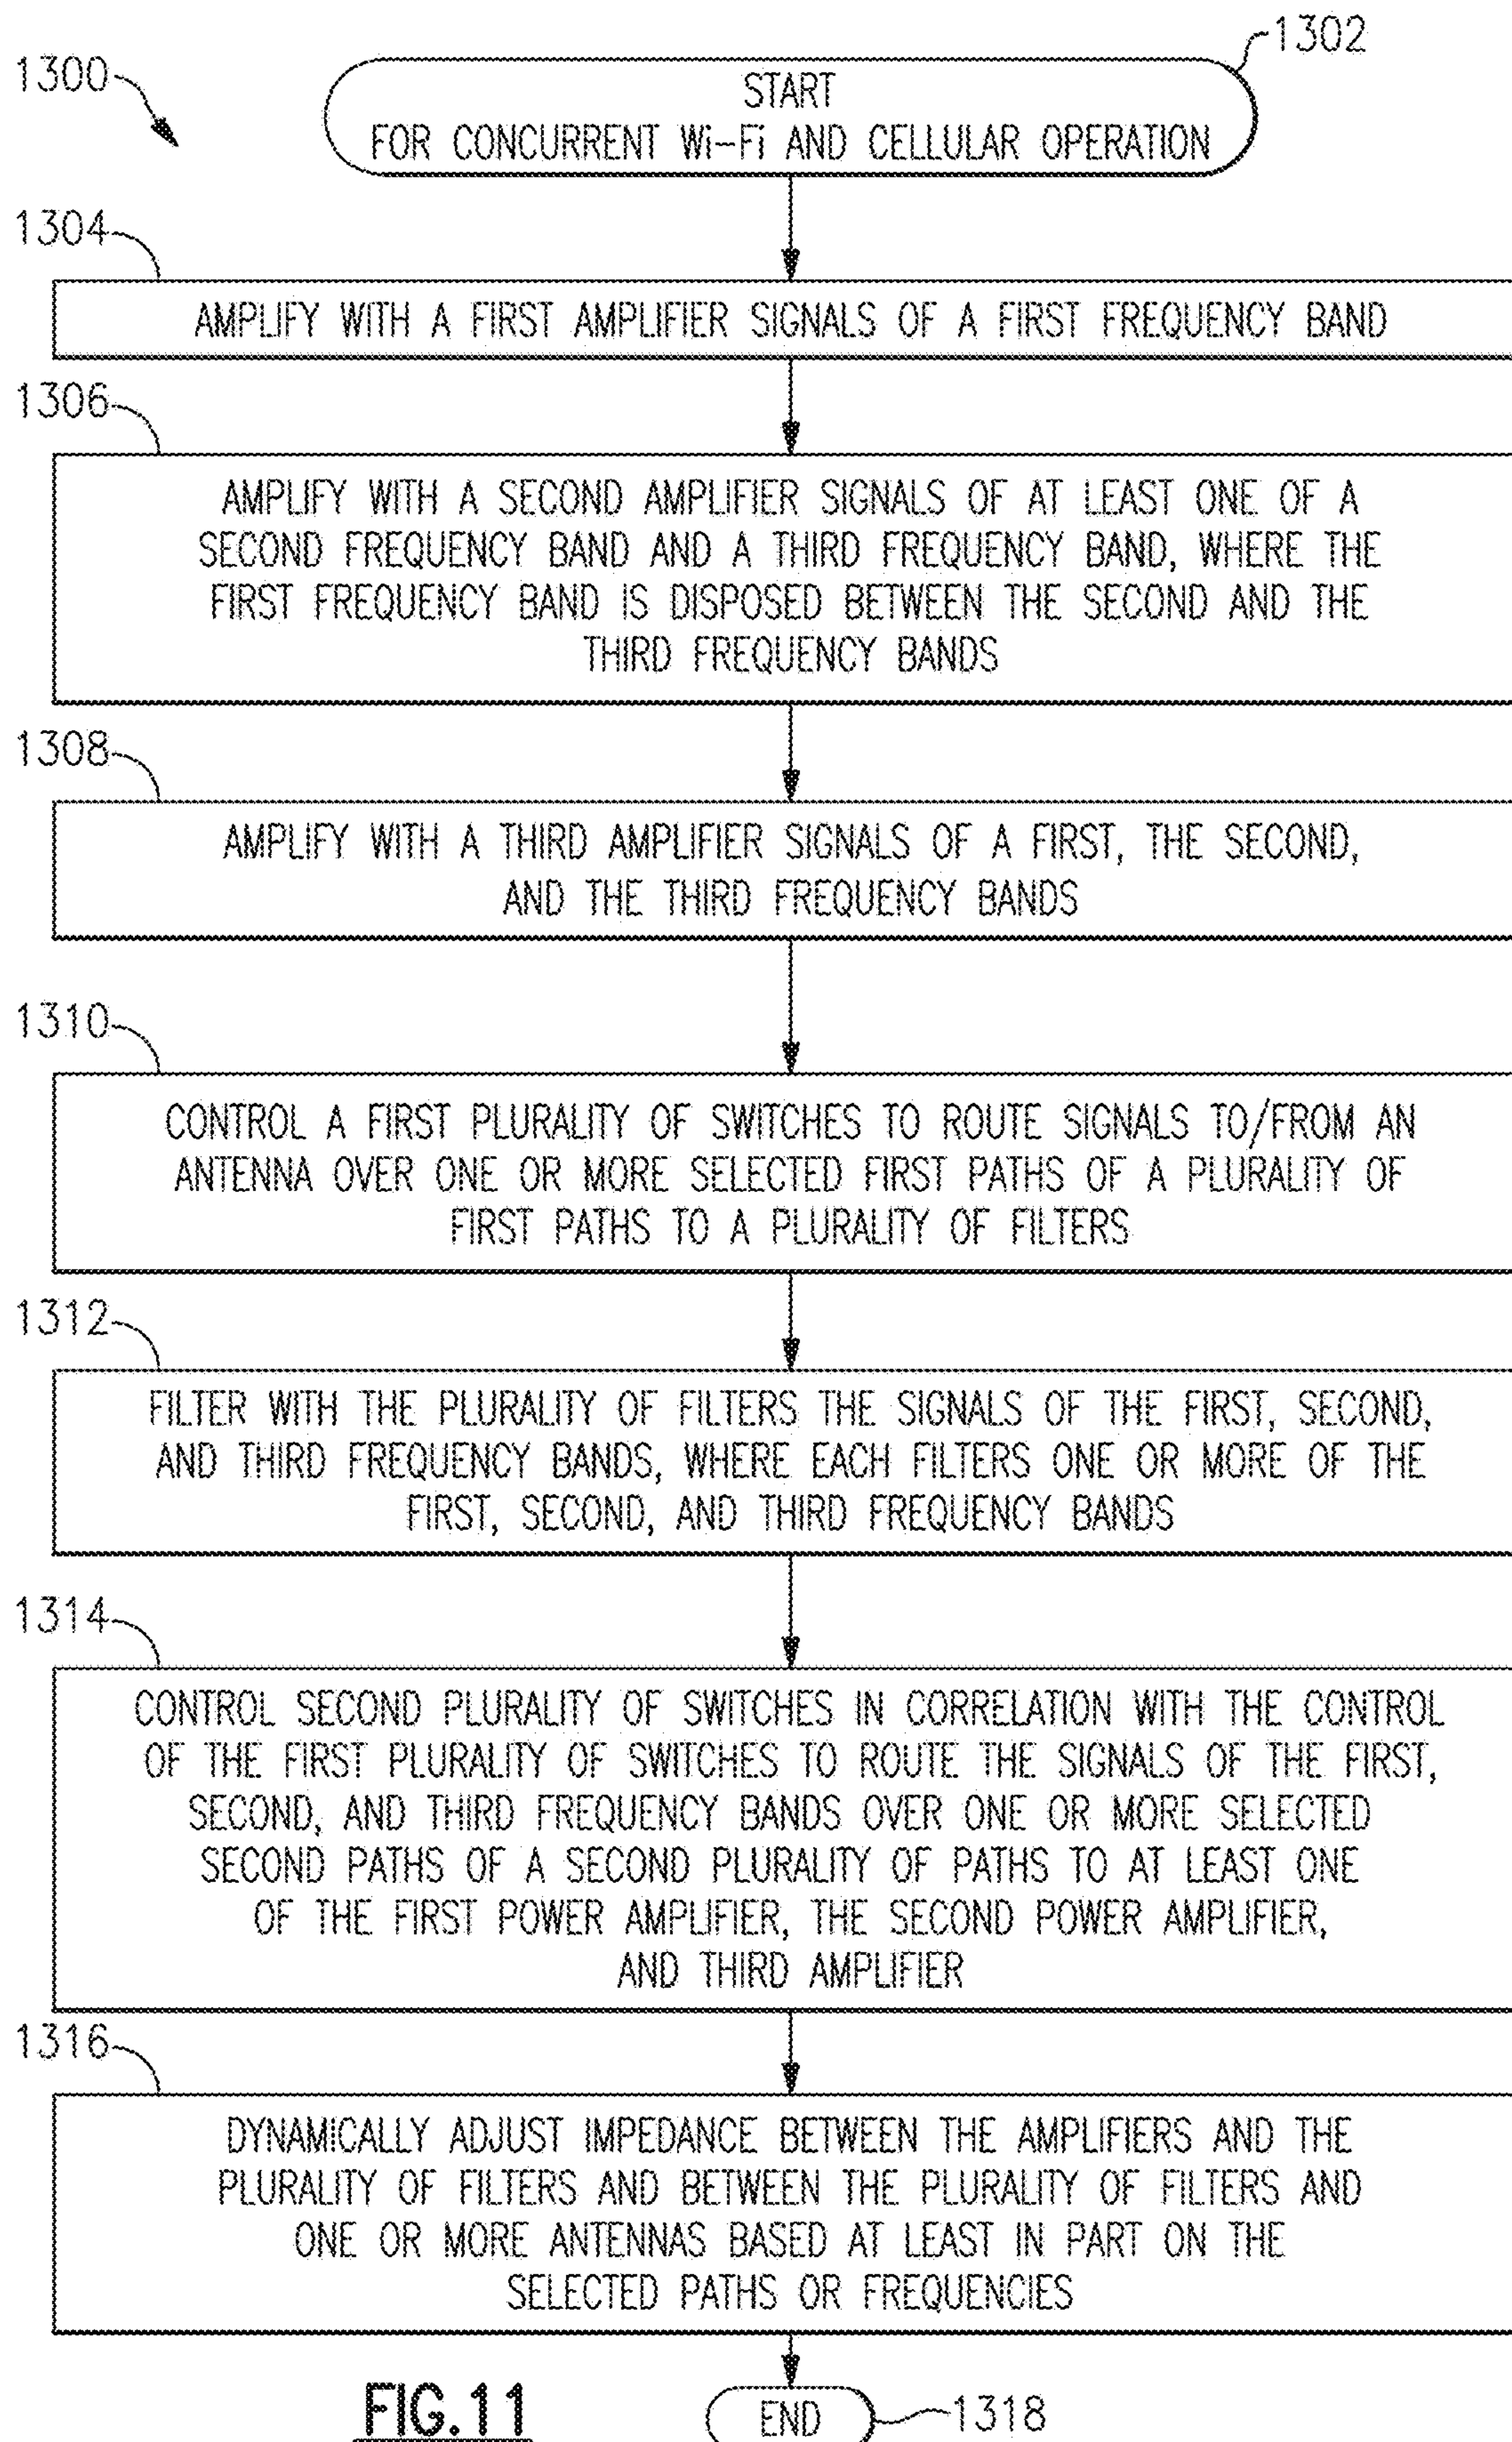 1302
1300
START
FOR CONCURRENT Wi-Fi AND CELLULAR OPERATION
1304
AMPLIFY WITH A FIRST AMPLIFIER SIGNALS OF A FIRST FREQUENCY BAND
1306
AMPLIFY WITH A SECOND AMPLIFIER SIGNALS OF AT LEAST ONE OF A
SECOND FREQUENCY BAND AND A THIRD FREQUENCY BAND, WHERE THE
FIRST FREQUENCY BAND IS DISPOSED BETWEEN THE SECOND AND THE
THIRD FREQUENCY BANDS
1308
AMPLIFY WITH A THIRD AMPLIFIER SIGNALS OF A FIRST, THE SECOND,
AND THE THIRD FREQUENCY BANDS
1310
CONTROL A FIRST PLURALITY OF SWITCHES TO ROUTE SIGNALS TO/FROM AN
ANTENNA OVER ONE OR MORE SELECTED FIRST PATHS OF A PLURALITY OF
FIRST PATHS TO A PLURALITY OF FILTERS
1312
FILTER WITH THE PLURALITY OF FILTERS THE SIGNALS OF THE FIRST, SECOND,
AND THIRD FREQUENCY BANDS, WHERE EACH FILTERS ONE OR MORE OF THE
FIRST, SECOND, AND THIRD FREQUENCY BANDS
1314
CONTROL SECOND PLURALITY OF SWITCHES IN CORRELATION WITH THE CONTROL
OF THE FIRST PLURALITY OF SWITCHES TO ROUTE THE SIGNALS OF THE FIRST,
SECOND, AND THIRD FREQUENCY BANDS OVER ONE OR MORE SELECTED
SECOND PATHS OF A SECOND PLURALITY OF PATHS TO AT LEAST ONE
OF THE FIRST POWER AMPLIFIER, THE SECOND POWER AMPLIFIER,
AND THIRD AMPLIFIER
1316
DYNAMICALLY ADJUST IMPEDANCE BETWEEN THE AMPLIFIERS AND THE
PLURALITY OF FILTERS AND BETWEEN THE PLURALITY OF FILTERS AND
ONE OR MORE ANTENNAS BASED AT LEAST IN PART ON THE
SELECTED PATHS OR FREQUENCIES
FIG.11
END
1318